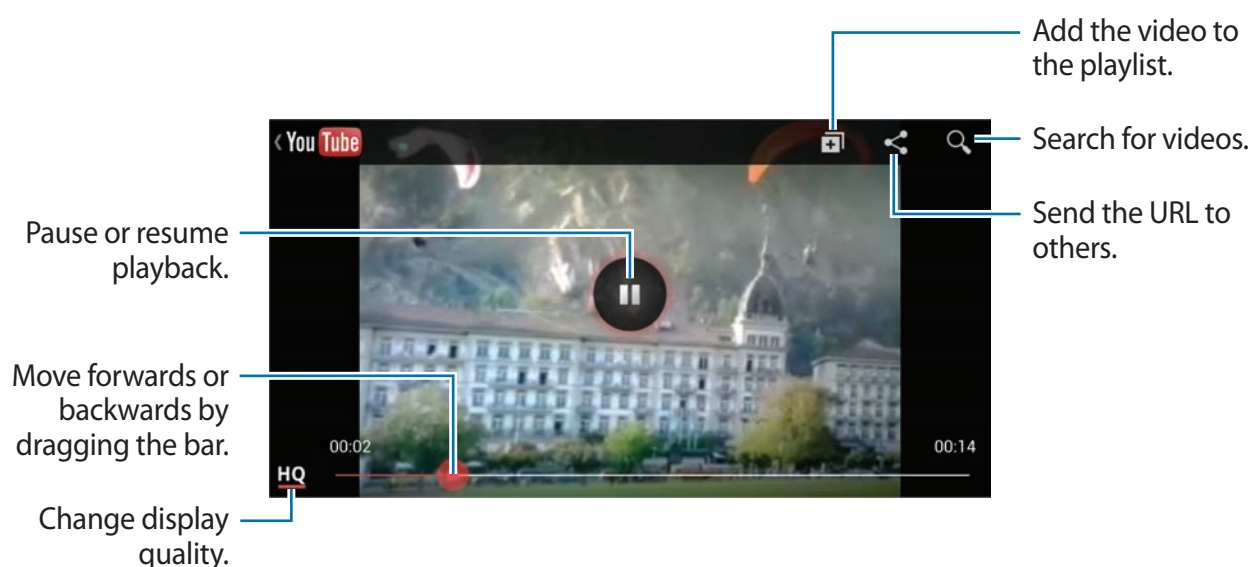 Add the video to
the playlist.
‹ You Tube
Search for videos.
Send the URL to
others.
Pause or resume
playback.
Move forwards or
backwards by
dragging the bar.
00:02
00:14
HQ
Change display
quality.